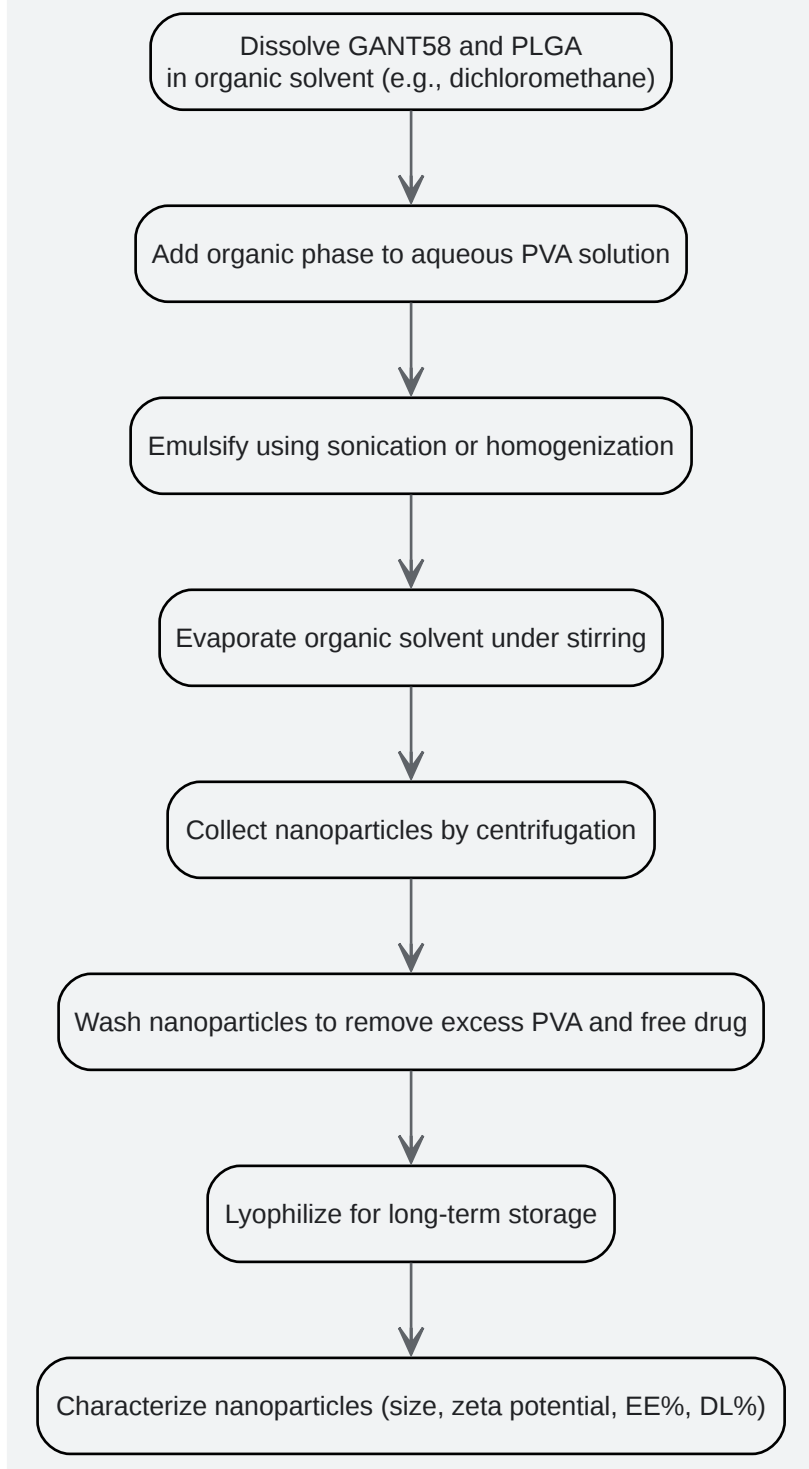 Dissolve GANT58 and PLGA
in organic solvent (e.g., dichloromethane)
Add organic phase to aqueous PVA solution
Emulsify using sonication or homogenization
Evaporate organic solvent under stirring
Collect nanoparticles by centrifugation
Wash nanoparticles to remove excess PVA and free drug
Lyophilize for long-term storage
Characterize nanoparticles (size, zeta potential, EE%, DL%)